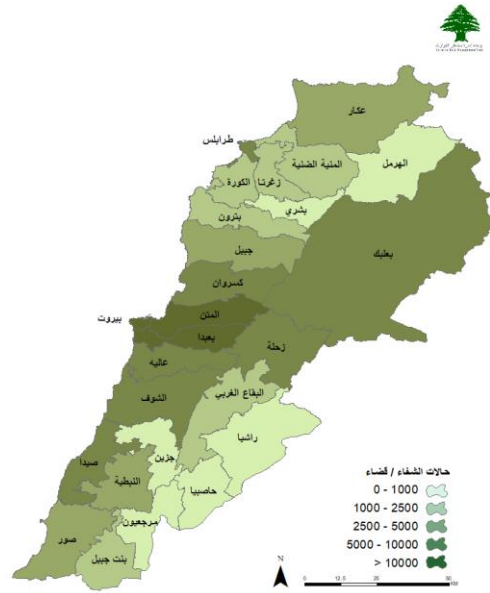 عكار
طرابلس
المنية الضنية
الهرمل
زغرتا
الكورة
بشري
بترون
بعلبك
جبيل
كسروان
المتن
بيروت
بعبدا
زحلة
عاليه
البقاع الغربي
الشوف
راشيا
جزين
صيدا
النبطية
حاصبيا
مرجعيون
صور
بنت جبيل
حالات الشفاء / قضاء
0 - 1000
1000 - 2500
2500 - 5000
5000 - 10000
> 10000
N
0
12.5
20
KM